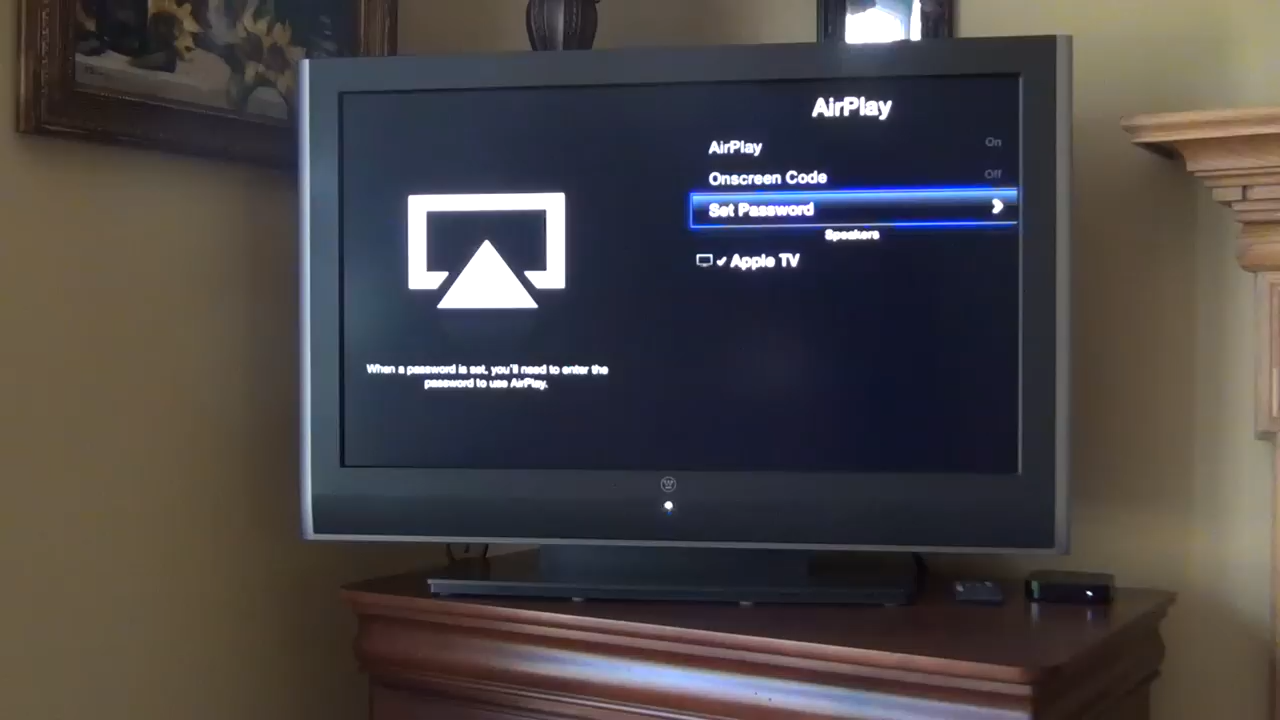 AirPlay
AirPlay On
Onscreen Code Off
Set Password
Speakers
Apple TV
When a password is set, you'll need to enter the
password to use AirPlay.